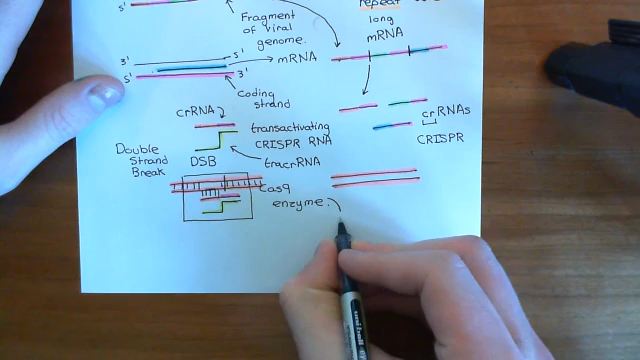 5'
Fragment
of viral
genome.
repeat
long
mRNA
3'
5'
mRNA
5'
3'
Coding
strand
crRNA
transactivating
CRISPR RNA
tracrRNA
crRNAs
CRISPR
Double
Strand
Break
DSB
Cas9
enzyme.